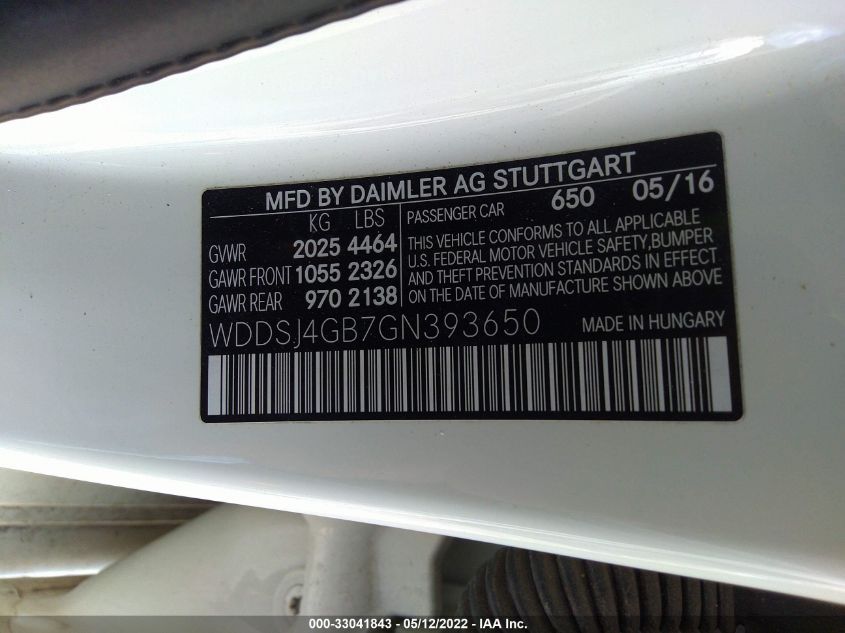 MFD BY DAIMLER AG STUTTGART
KG LBS
GVWR 2025 4464
GAWR FRONT 1055 2326
GAWR REAR 970 2138
PASSENGER CAR 650 05/16
THIS VEHICLE CONFORMS TO ALL APPLICABLE
U.S. FEDERAL MOTOR VEHICLE SAFETY, BUMPER
AND THEFT PREVENTION STANDARDS IN EFFECT
ON THE DATE OF MANUFACTURE SHOWN ABOVE
WDDSJ4GB7GN393650 MADE IN HUNGARY
000-33041843 - 05/12/2022 - IAA Inc.